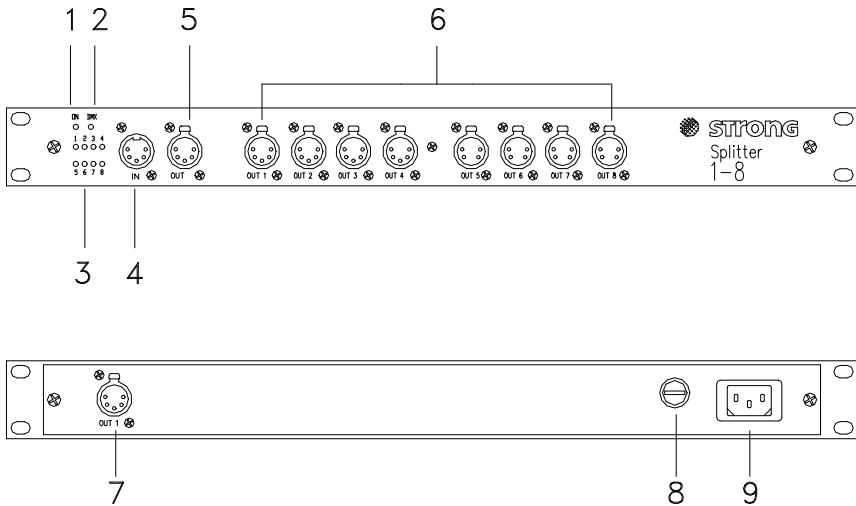 1 2 5 6
ON DMX
1 2 3 4
5 6 7 8
IN OUT OUT 1 OUT 2 OUT 3 OUT 4 OUT 5 OUT 6 OUT 7 OUT 8
STRONG
Splitter
1-8
3 4
OUT 1
7 8 9